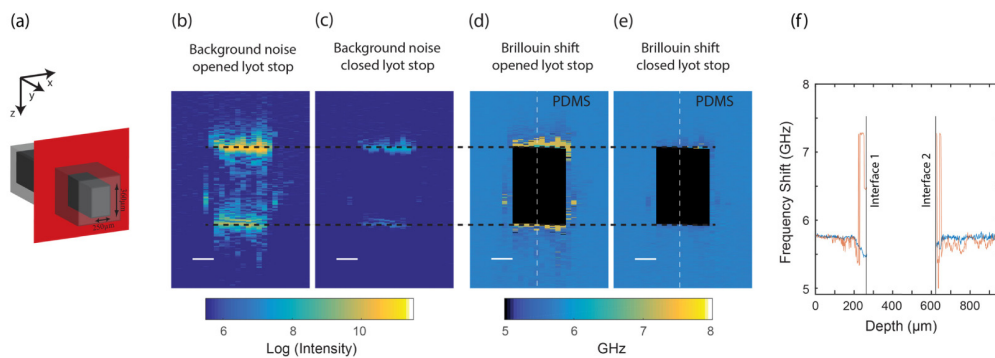 (a)
(b)
(c)
(d)
(e)
(f)
Background noise
opened lyot stop
Background noise
closed lyot stop
Brillouin shift
opened lyot stop
Brillouin shift
closed lyot stop
x
y
z
PDMS
PDMS
6
8
10
Log (Intensity)
5
6
7
8
GHz
8
7
6
5
Frequency Shift (GHz)
Interface 1
Interface 2
0
200
400
600
800
Depth (μm)